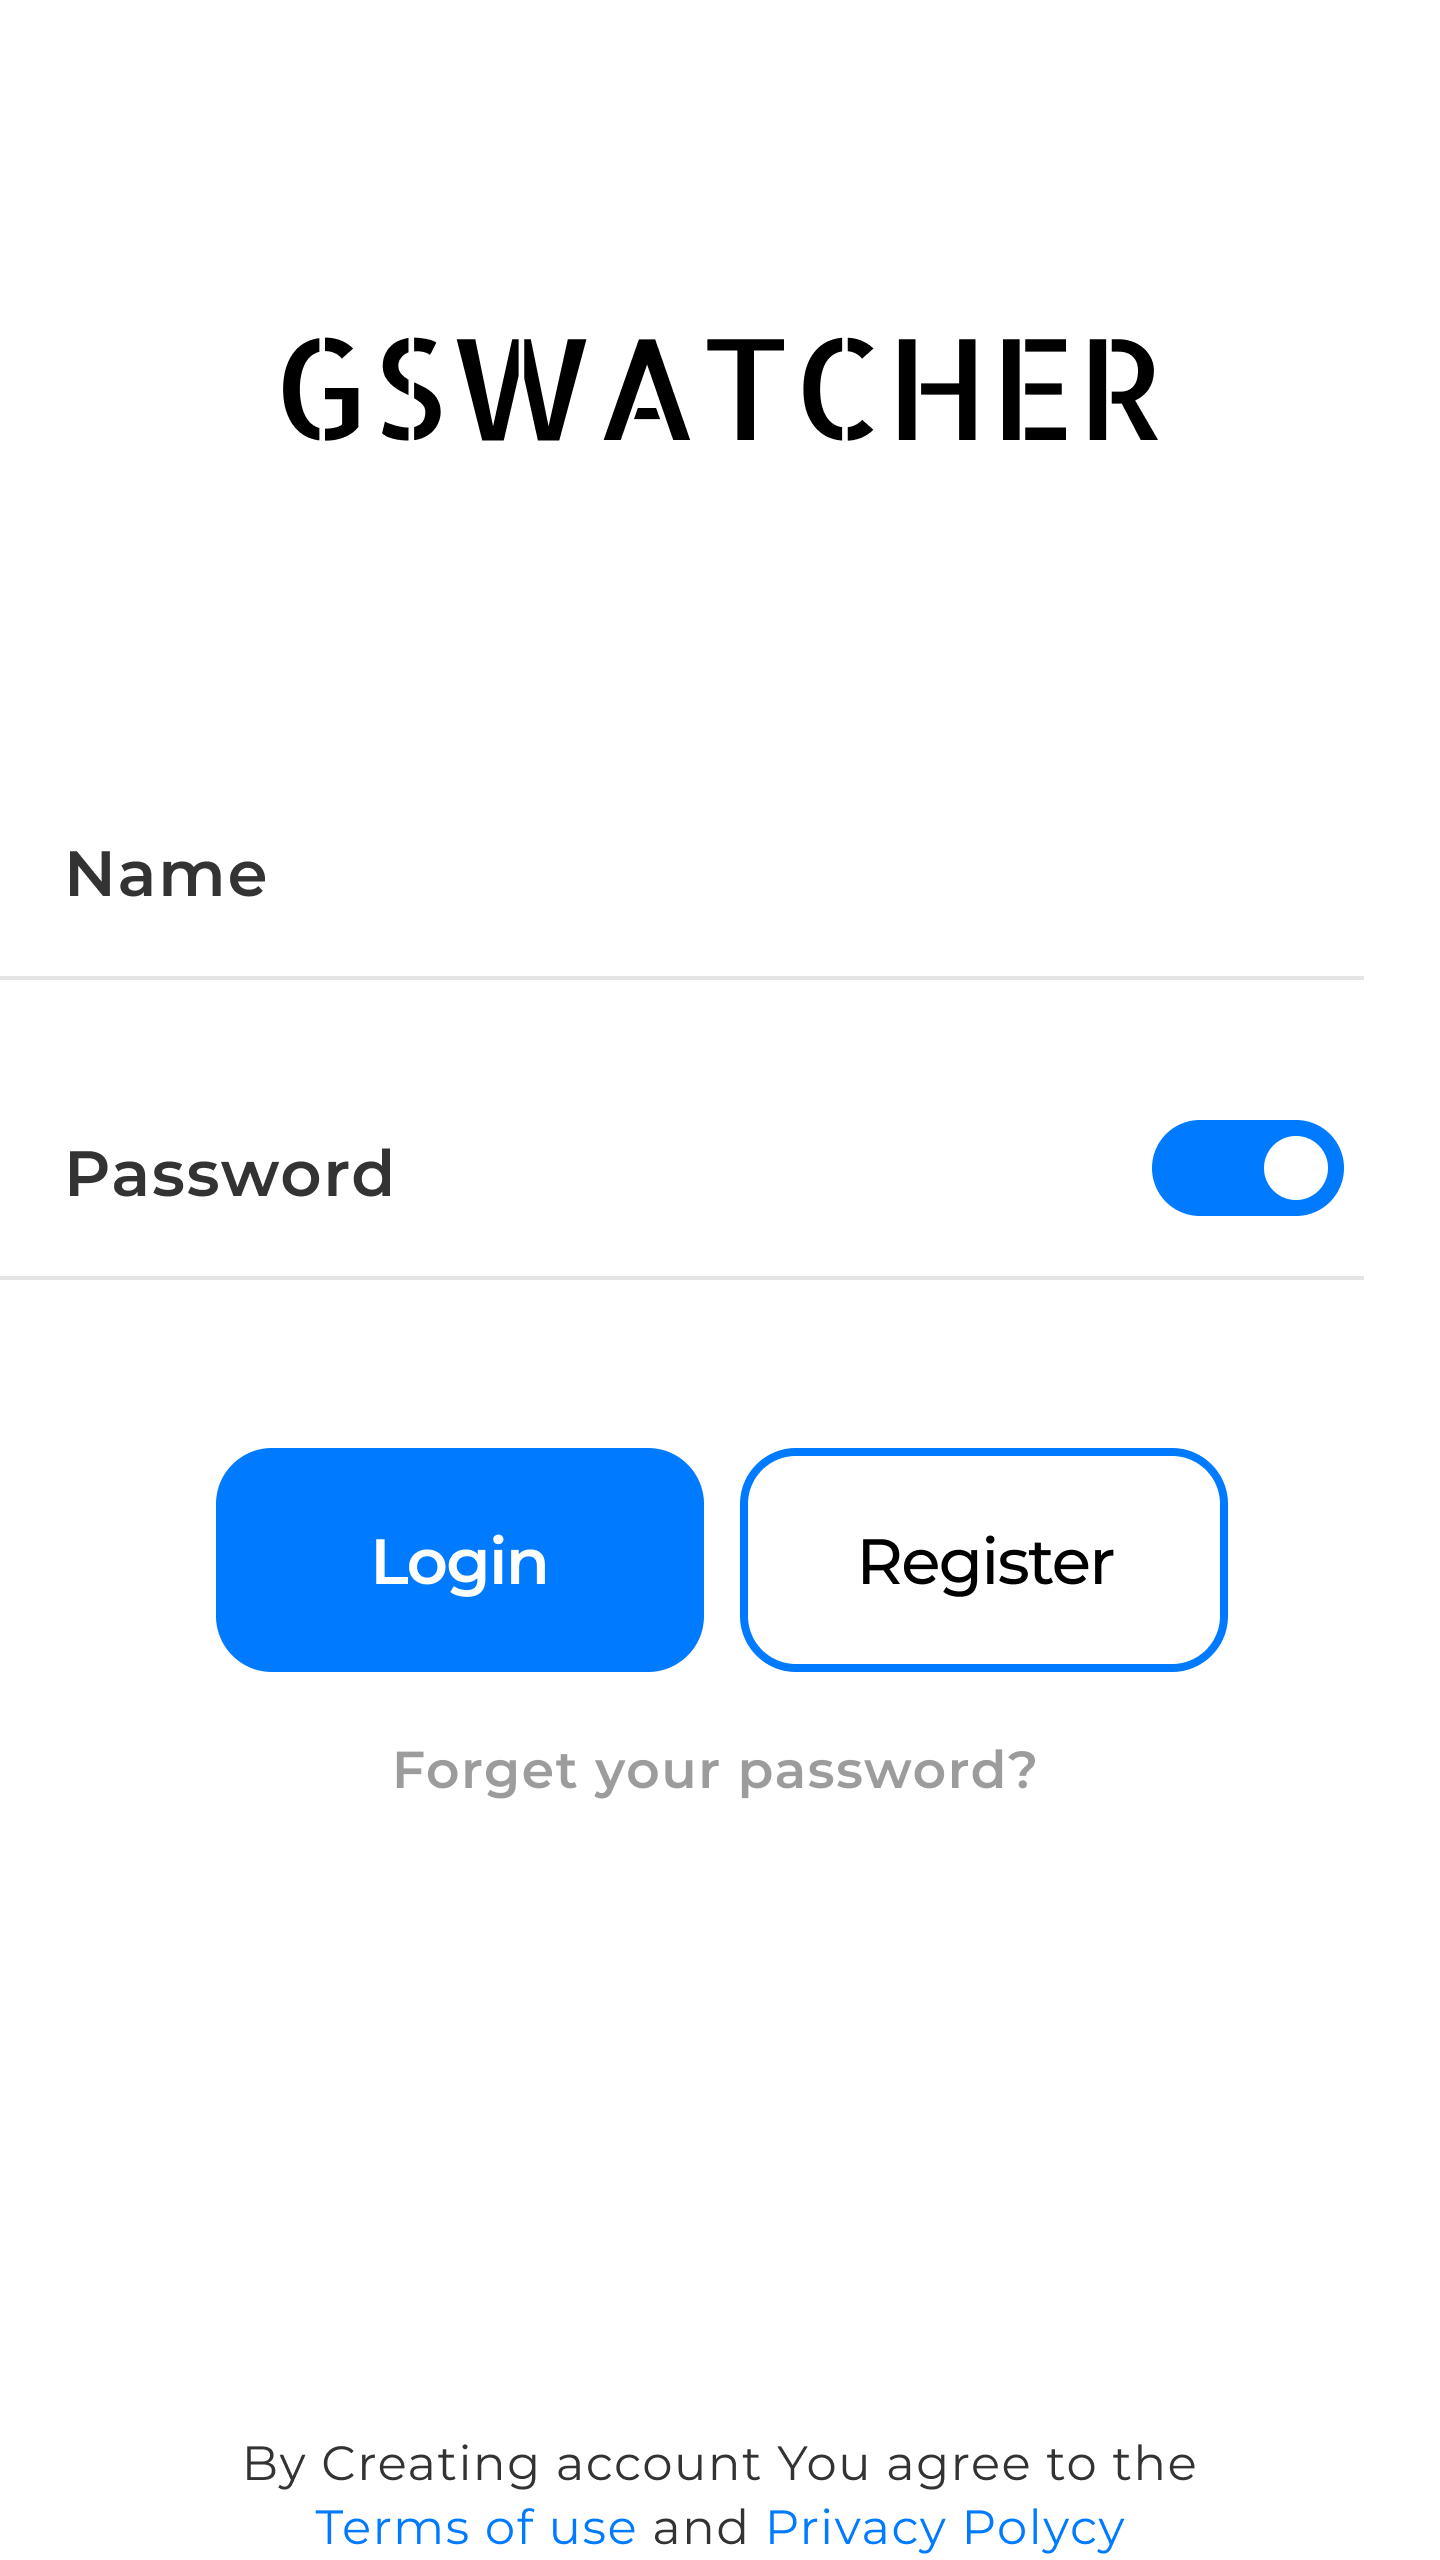 GSWATCHER
Name
Password
Login Register
Forget your password?
By Creating account You agree to the
Terms of use and Privacy Polycy